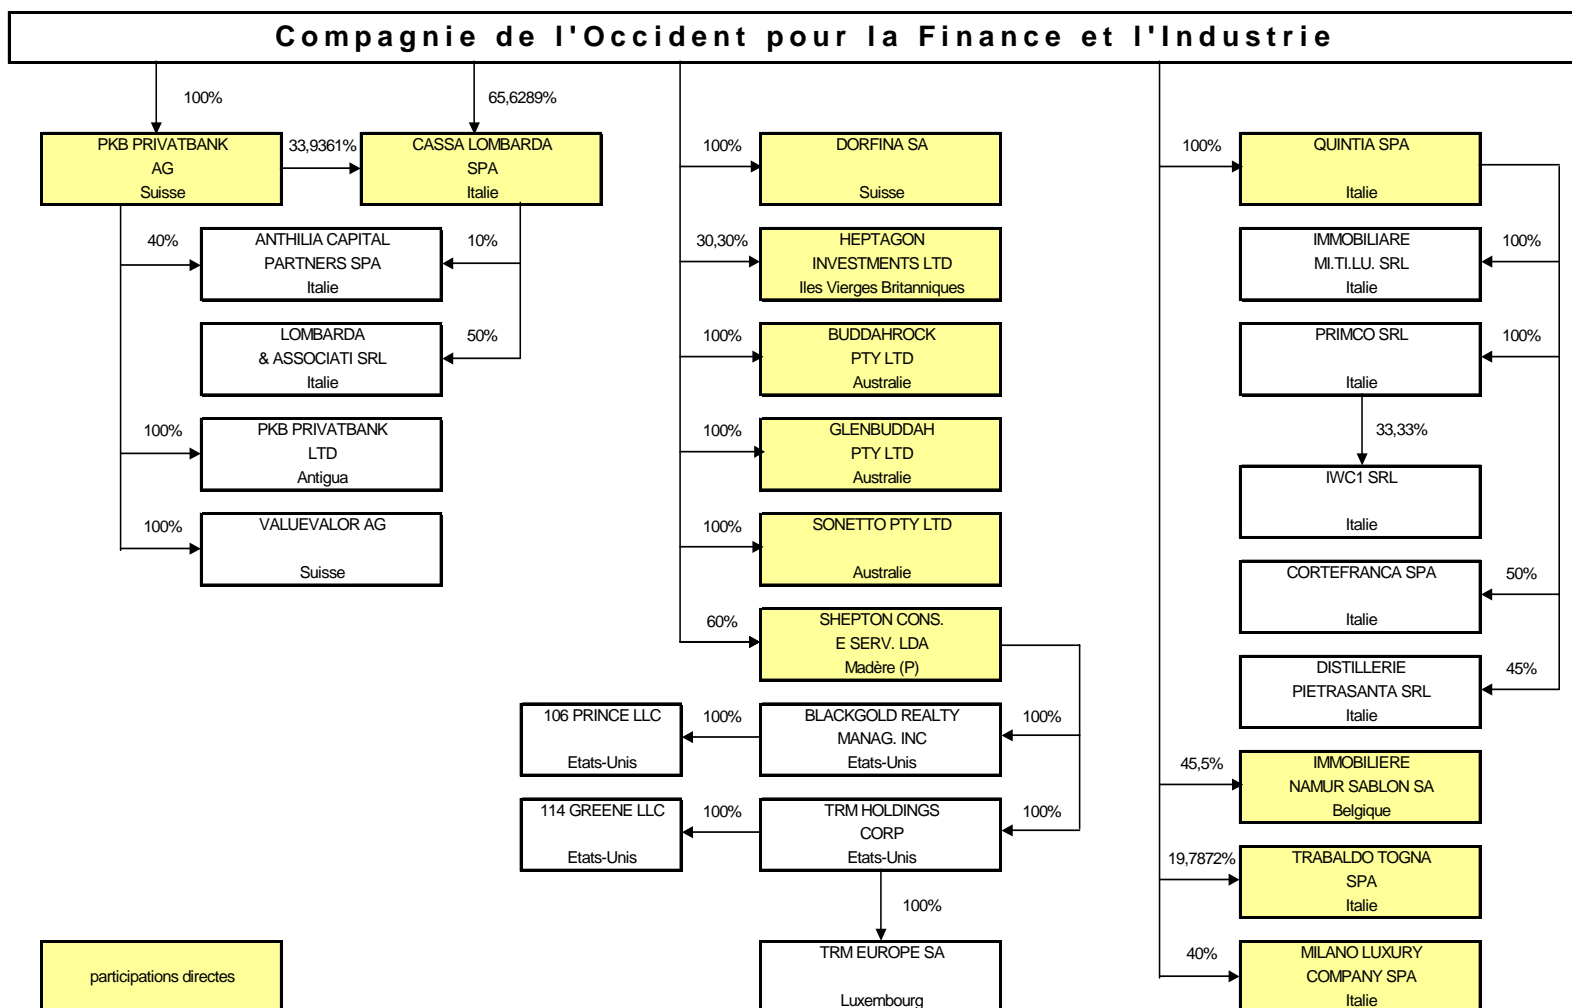 Compagnie de l'Occident pour la Finance et l'Industrie
100%
65,6289%
PKB PRIVATBANK
AG
Suisse
33,9361%
CASSA LOMBARDA
SPA
Italie
40%
ANTHILIA CAPITAL
PARTNERS SPA
Italie
10%
LOMBARDA
& ASSOCIATI SRL
Italie
50%
100%
PKB PRIVATBANK
LTD
Antigua
100%
VALUEVALOR AG
Suisse
100%
DORFINA SA
Suisse
30,30%
HEPTAGON
INVESTMENTS LTD
Iles Vierges Britanniques
100%
BUDDAHROCK
PTY LTD
Australie
100%
GLENBUDDAH
PTY LTD
Australie
100%
SONETTO PTY LTD
Australie
60%
SHEPTON CONS.
E SERV. LDA
Madère (P)
106 PRINCE LLC
Etats-Unis
100%
BLACKGOLD REALTY
MANAG. INC
Etats-Unis
100%
114 GREENE LLC
Etats-Unis
100%
TRM HOLDINGS
CORP
Etats-Unis
100%
100%
TRM EUROPE SA
Luxembourg
100%
QUINTIA SPA
Italie
IMMOBILIARE
MI.TI.LU. SRL
Italie
100%
PRIMCO SRL
Italie
100%
33,33%
IWC1 SRL
Italie
CORTEFRANCA SPA
Italie
50%
DISTILLERIE
PIETRASANTA SRL
Italie
45%
45,5%
IMMOBILIERE
NAMUR SABLON SA
Belgique
19,7872%
TRABALDO TOGNA
SPA
Italie
40%
MILANO LUXURY
COMPANY SPA
Italie
participations directes